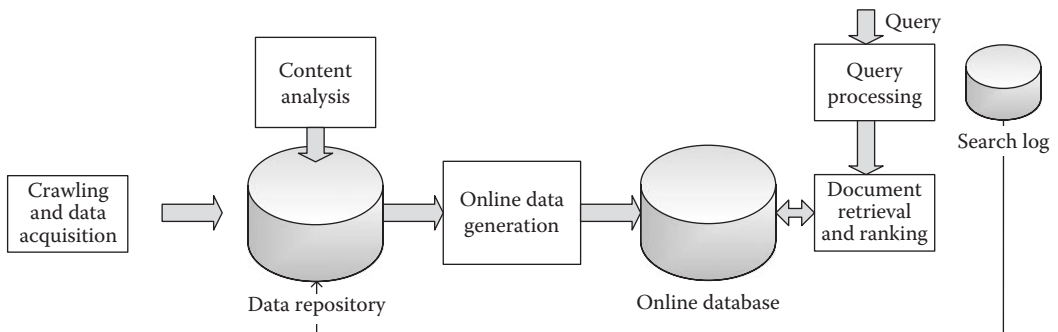 Query
Content
analysis
Query
processing
Search log
Crawling
and data
acquisition
Online data
generation
Document
retrieval
and ranking
Data repository
Online database